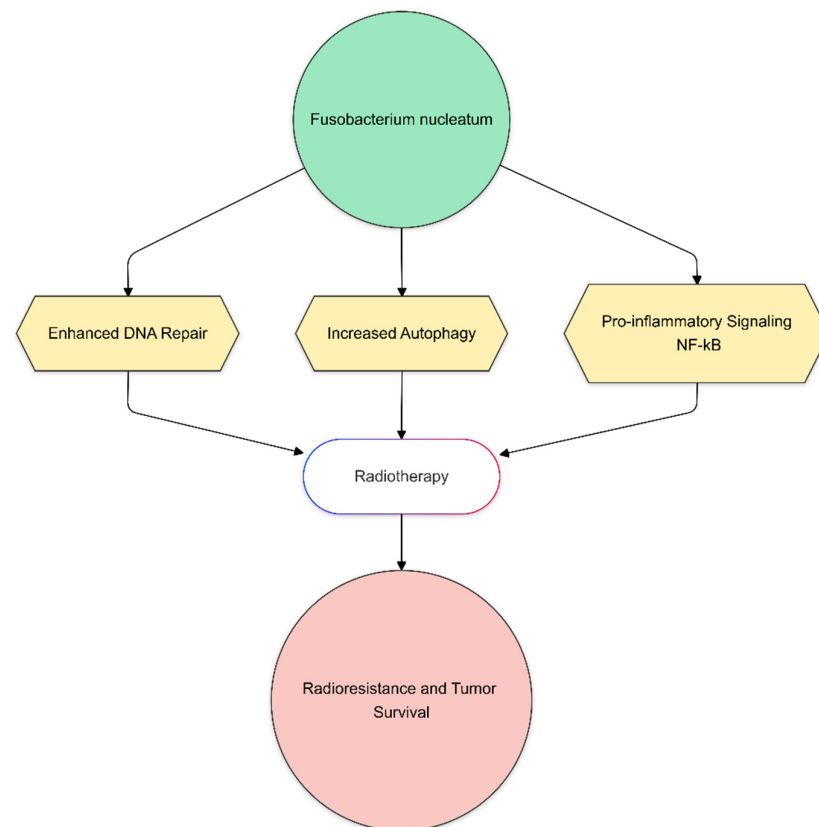 Fusobacterium nucleatum
Enhanced DNA Repair
Increased Autophagy
Pro-inflammatory Signaling
NF-kB
Radiotherapy
Radioresistance and Tumor
Survival